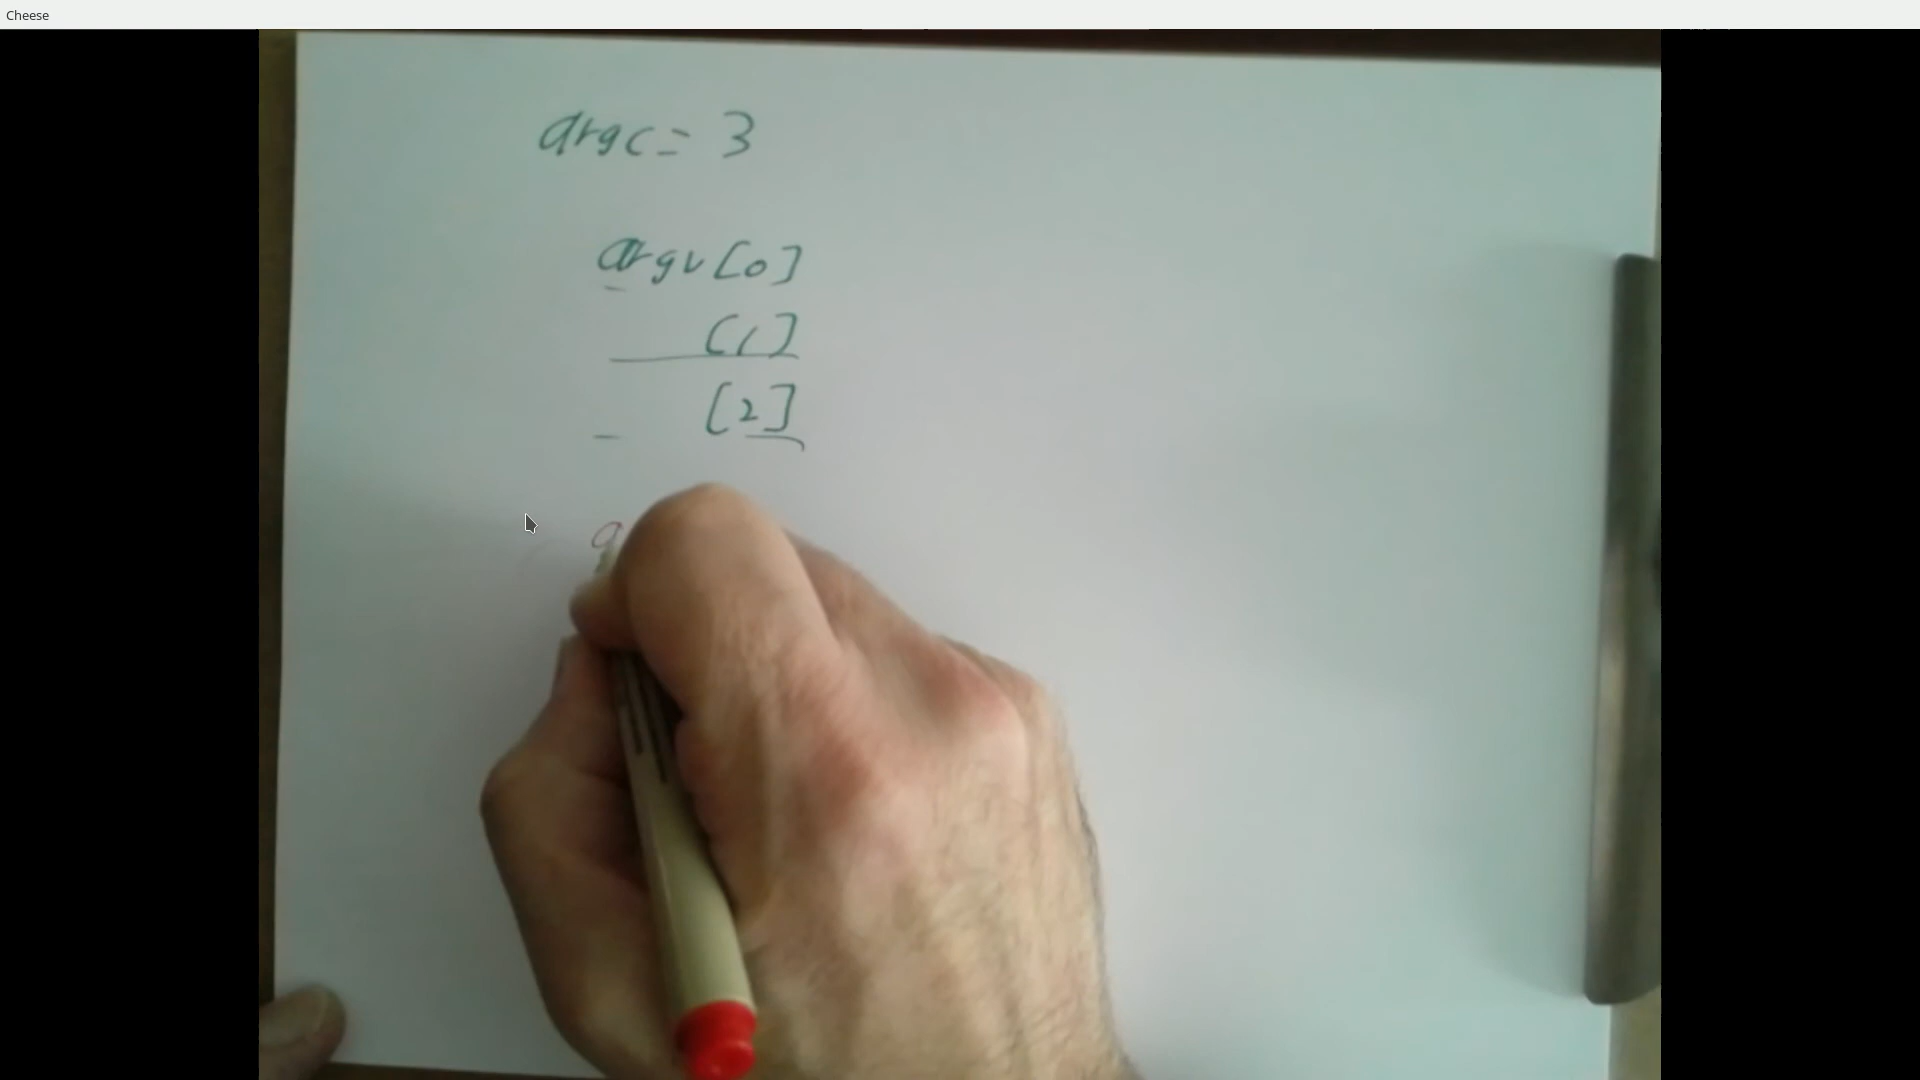 Cheese
argc = 3
argv[0]
[1]
[2]
a